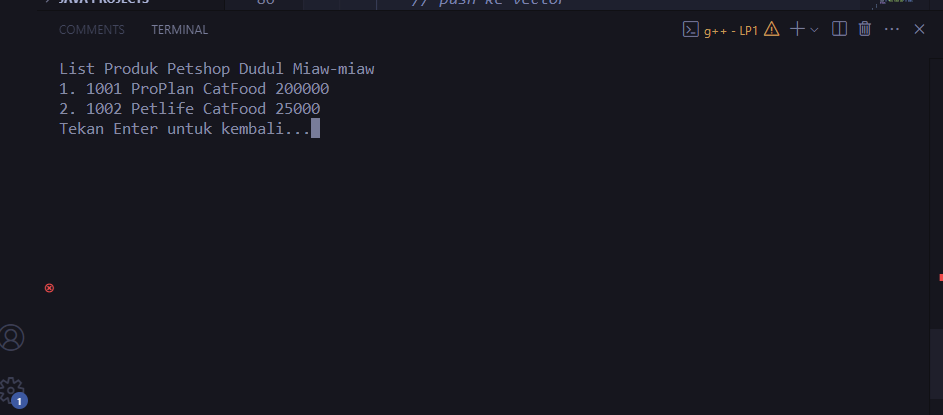 JAVA PROJECTS
80 // push ke vector
COMMENTS TERMINAL g++ - LP1
List Produk Petshop Dudul Miaw-miaw
1. 1001 ProPlan CatFood 200000
2. 1002 Petlife CatFood 25000
Tekan Enter untuk kembali...
1